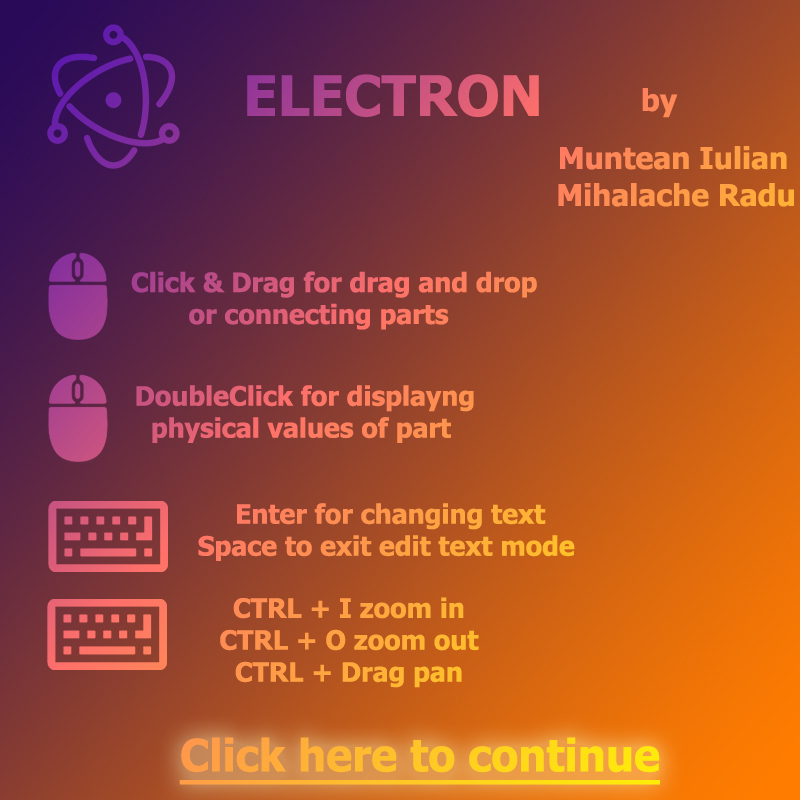 ELECTRON
by
Muntean Iulian
Mihalache Radu
Click & Drag for drag and drop
or connecting parts
DoubleClick for displayng
physical values of part
Enter for changing text
Space to exit edit text mode
CTRL + I zoom in
CTRL + O zoom out
CTRL + Drag pan
Click here to continue